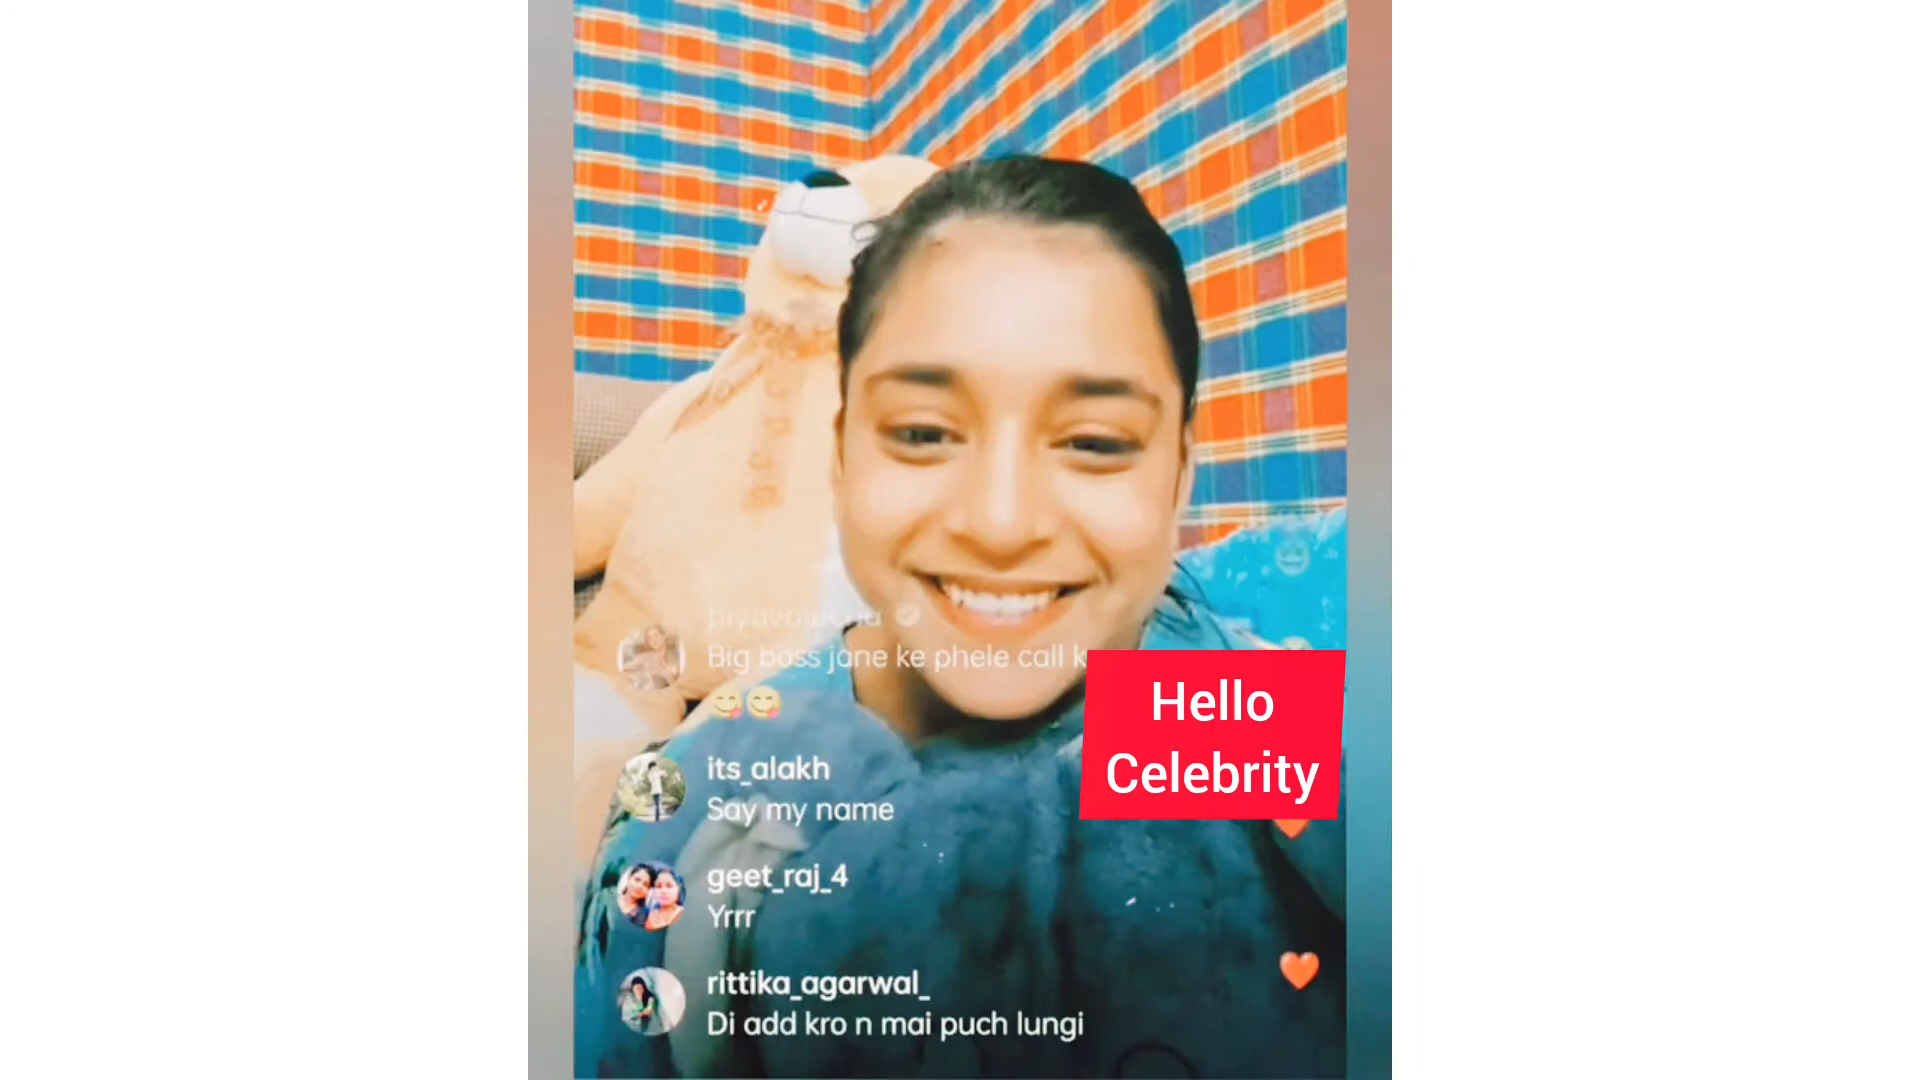 Big boss jane ke phele call k
😋😋
its_alakh
Say my name
geet_raj_4
Yrrr
rittika_agarwal_
Di add kro n mai puch lungi
Hello
Celebrity